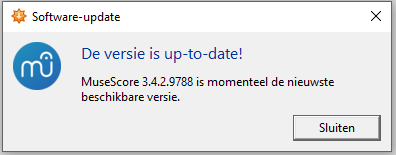 Software-update
De versie is up-to-date!
MuseScore 3.4.2.9788 is momenteel de nieuwste
beschikbare versie.
Sluiten